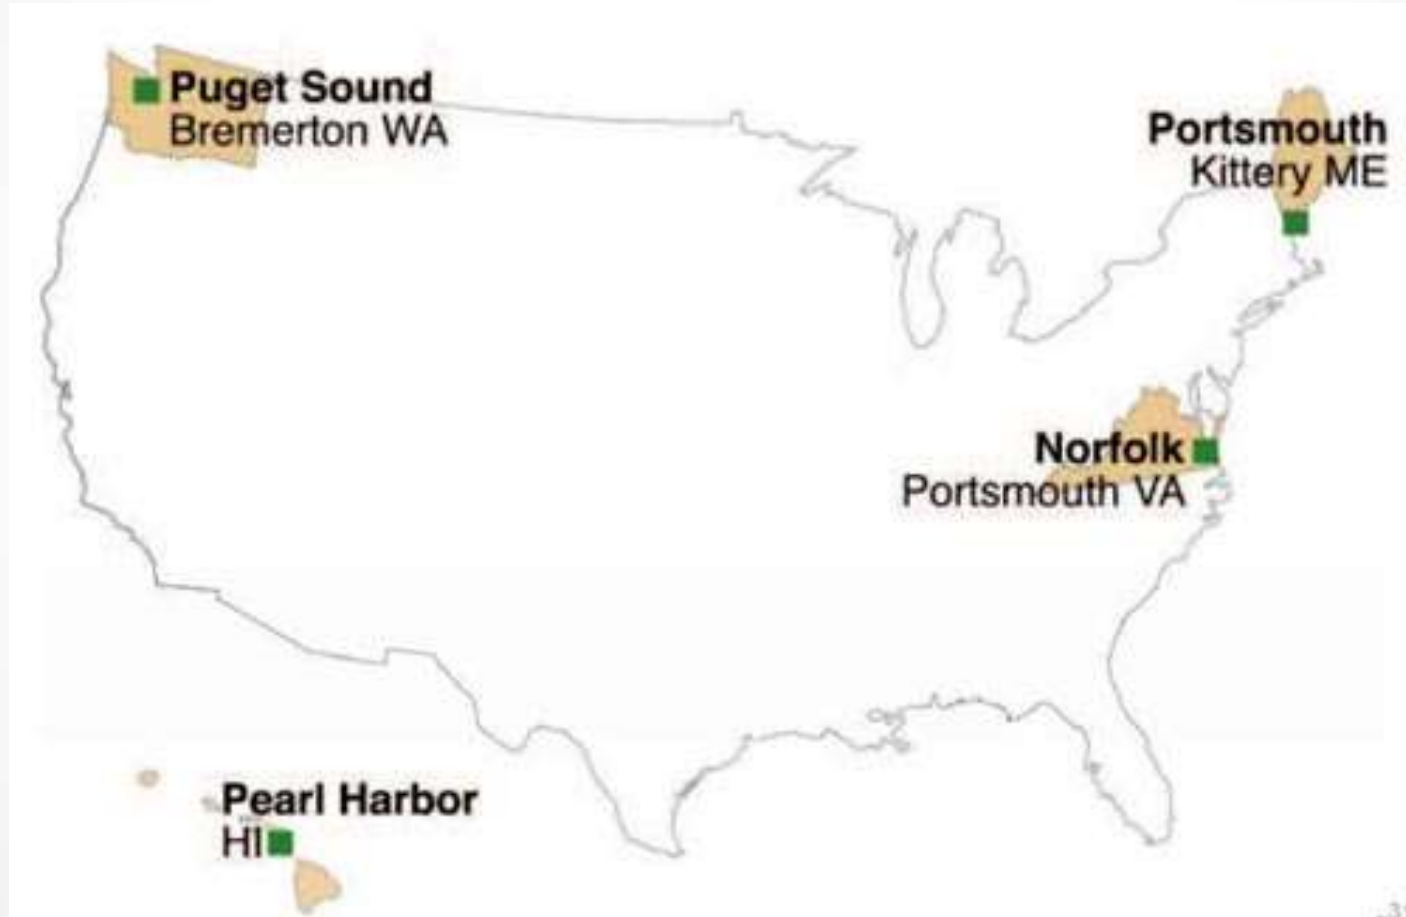 Puget Sound
Bremerton WA
Portsmouth
Kittery ME
Norfolk
Portsmouth VA
Pearl Harbor
HI